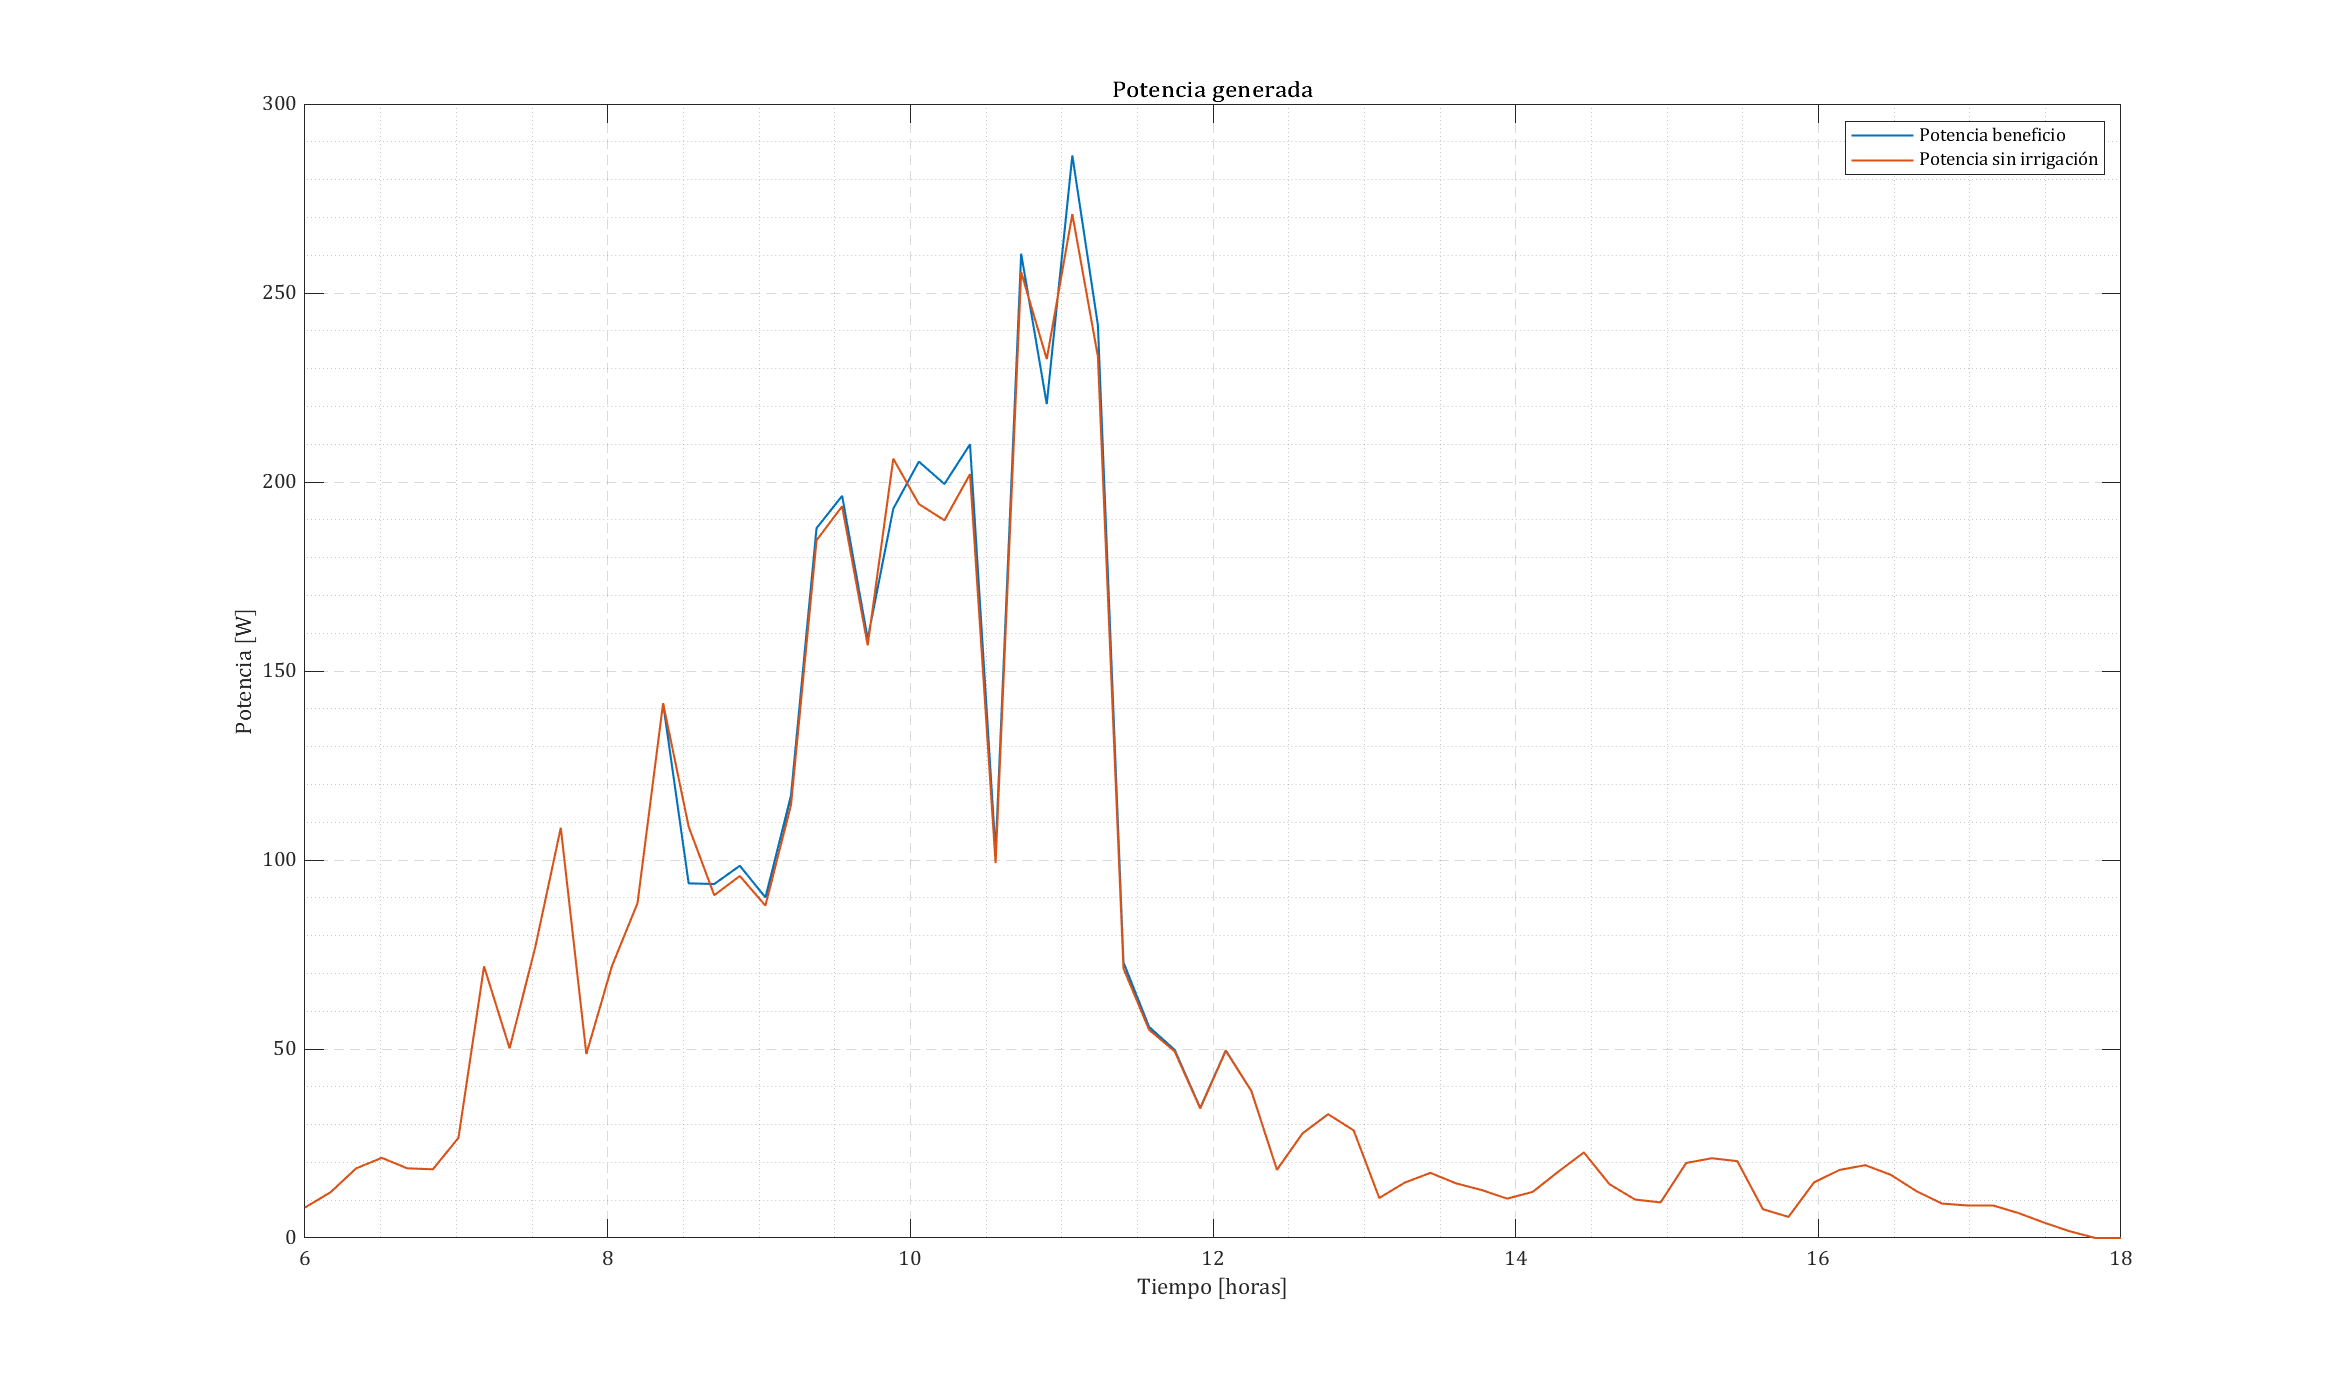 Potencia generada
300
250
200
150
100
50
0
Potencia [W]
Potencia beneficio
Potencia sin irrigación
6 8 10 12 14 16 18
Tiempo [horas]